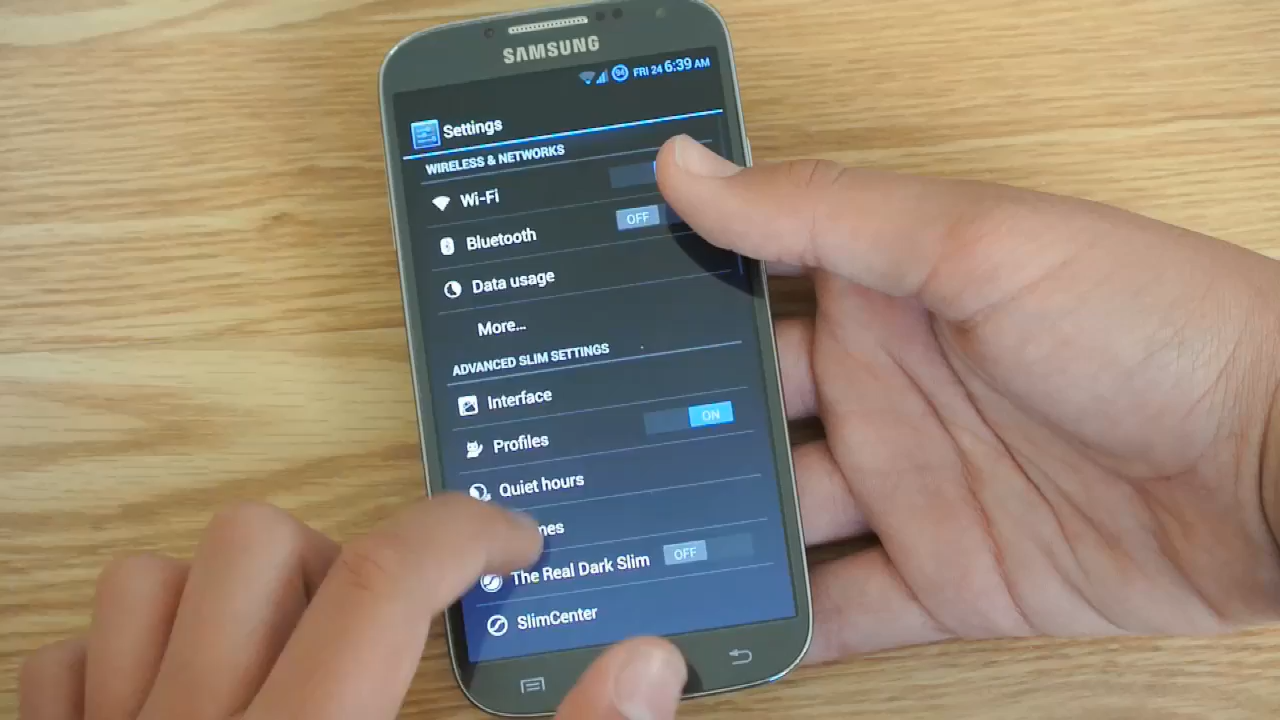 SAMSUNG
94 FRI 24 6:39 AM
Settings
WIRELESS & NETWORKS
Wi-Fi
Bluetooth OFF
Data usage
More...
ADVANCED SLIM SETTINGS
Interface
Profiles ON
Quiet hours
The Real Dark Slim OFF
SlimCenter